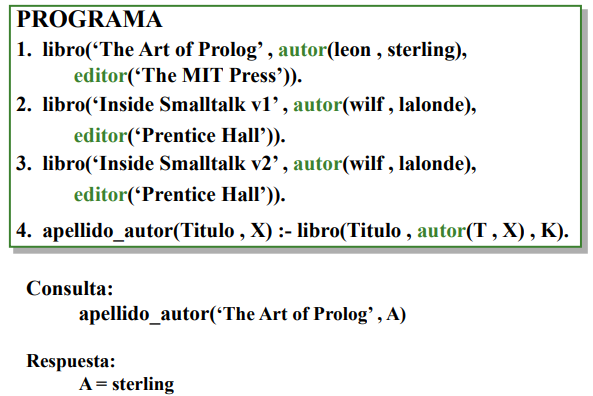 PROGRAMA
1. libro(‘The Art of Prolog’ , autor(leon , sterling),
editor(‘The MIT Press’)).
2. libro(‘Inside Smalltalk v1’ , autor(wilf , lalonde),
editor(‘Prentice Hall’)).
3. libro(‘Inside Smalltalk v2’ , autor(wilf , lalonde),
editor(‘Prentice Hall’)).
4. apellido_autor(Titulo , X) :- libro(Titulo , autor(T , X) , K).
Consulta:
apellido_autor(‘The Art of Prolog’ , A)
Respuesta:
A = sterling